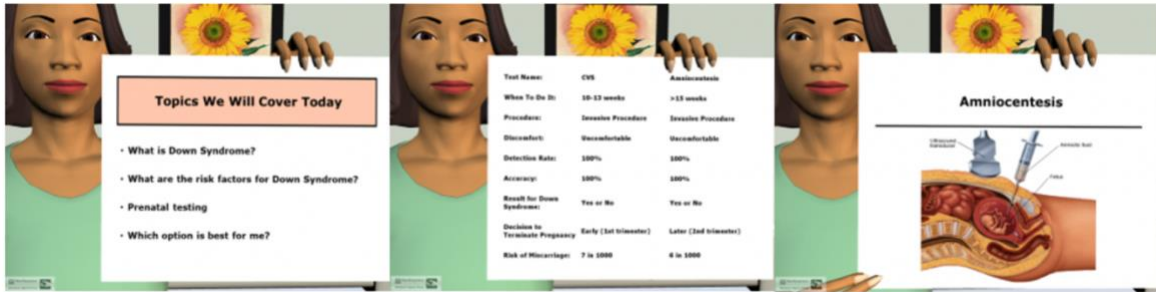 Topics We Will Cover Today
• What is Down Syndrome?
• What are the risk factors for Down Syndrome?
• Prenatal testing
• Which option is best for me?
Test Name: CVS Amniocentesis
When To Do It: 10-13 weeks >15 weeks
Procedure: Invasive Procedure Invasive Procedure
Discomfort: Uncomfortable Uncomfortable
Detection Rate: 100% 100%
Accuracy: 100% 100%
Result for Down
Syndrome: Yes or No Yes or No
Decision to
Terminate Pregnancy Early (1st trimester) Later (2nd trimester)
Risk of Miscarriage: 7 in 1000 6 in 1000
Amniocentesis
Ultrasound
transducer
Amniotic fluid
Fetus